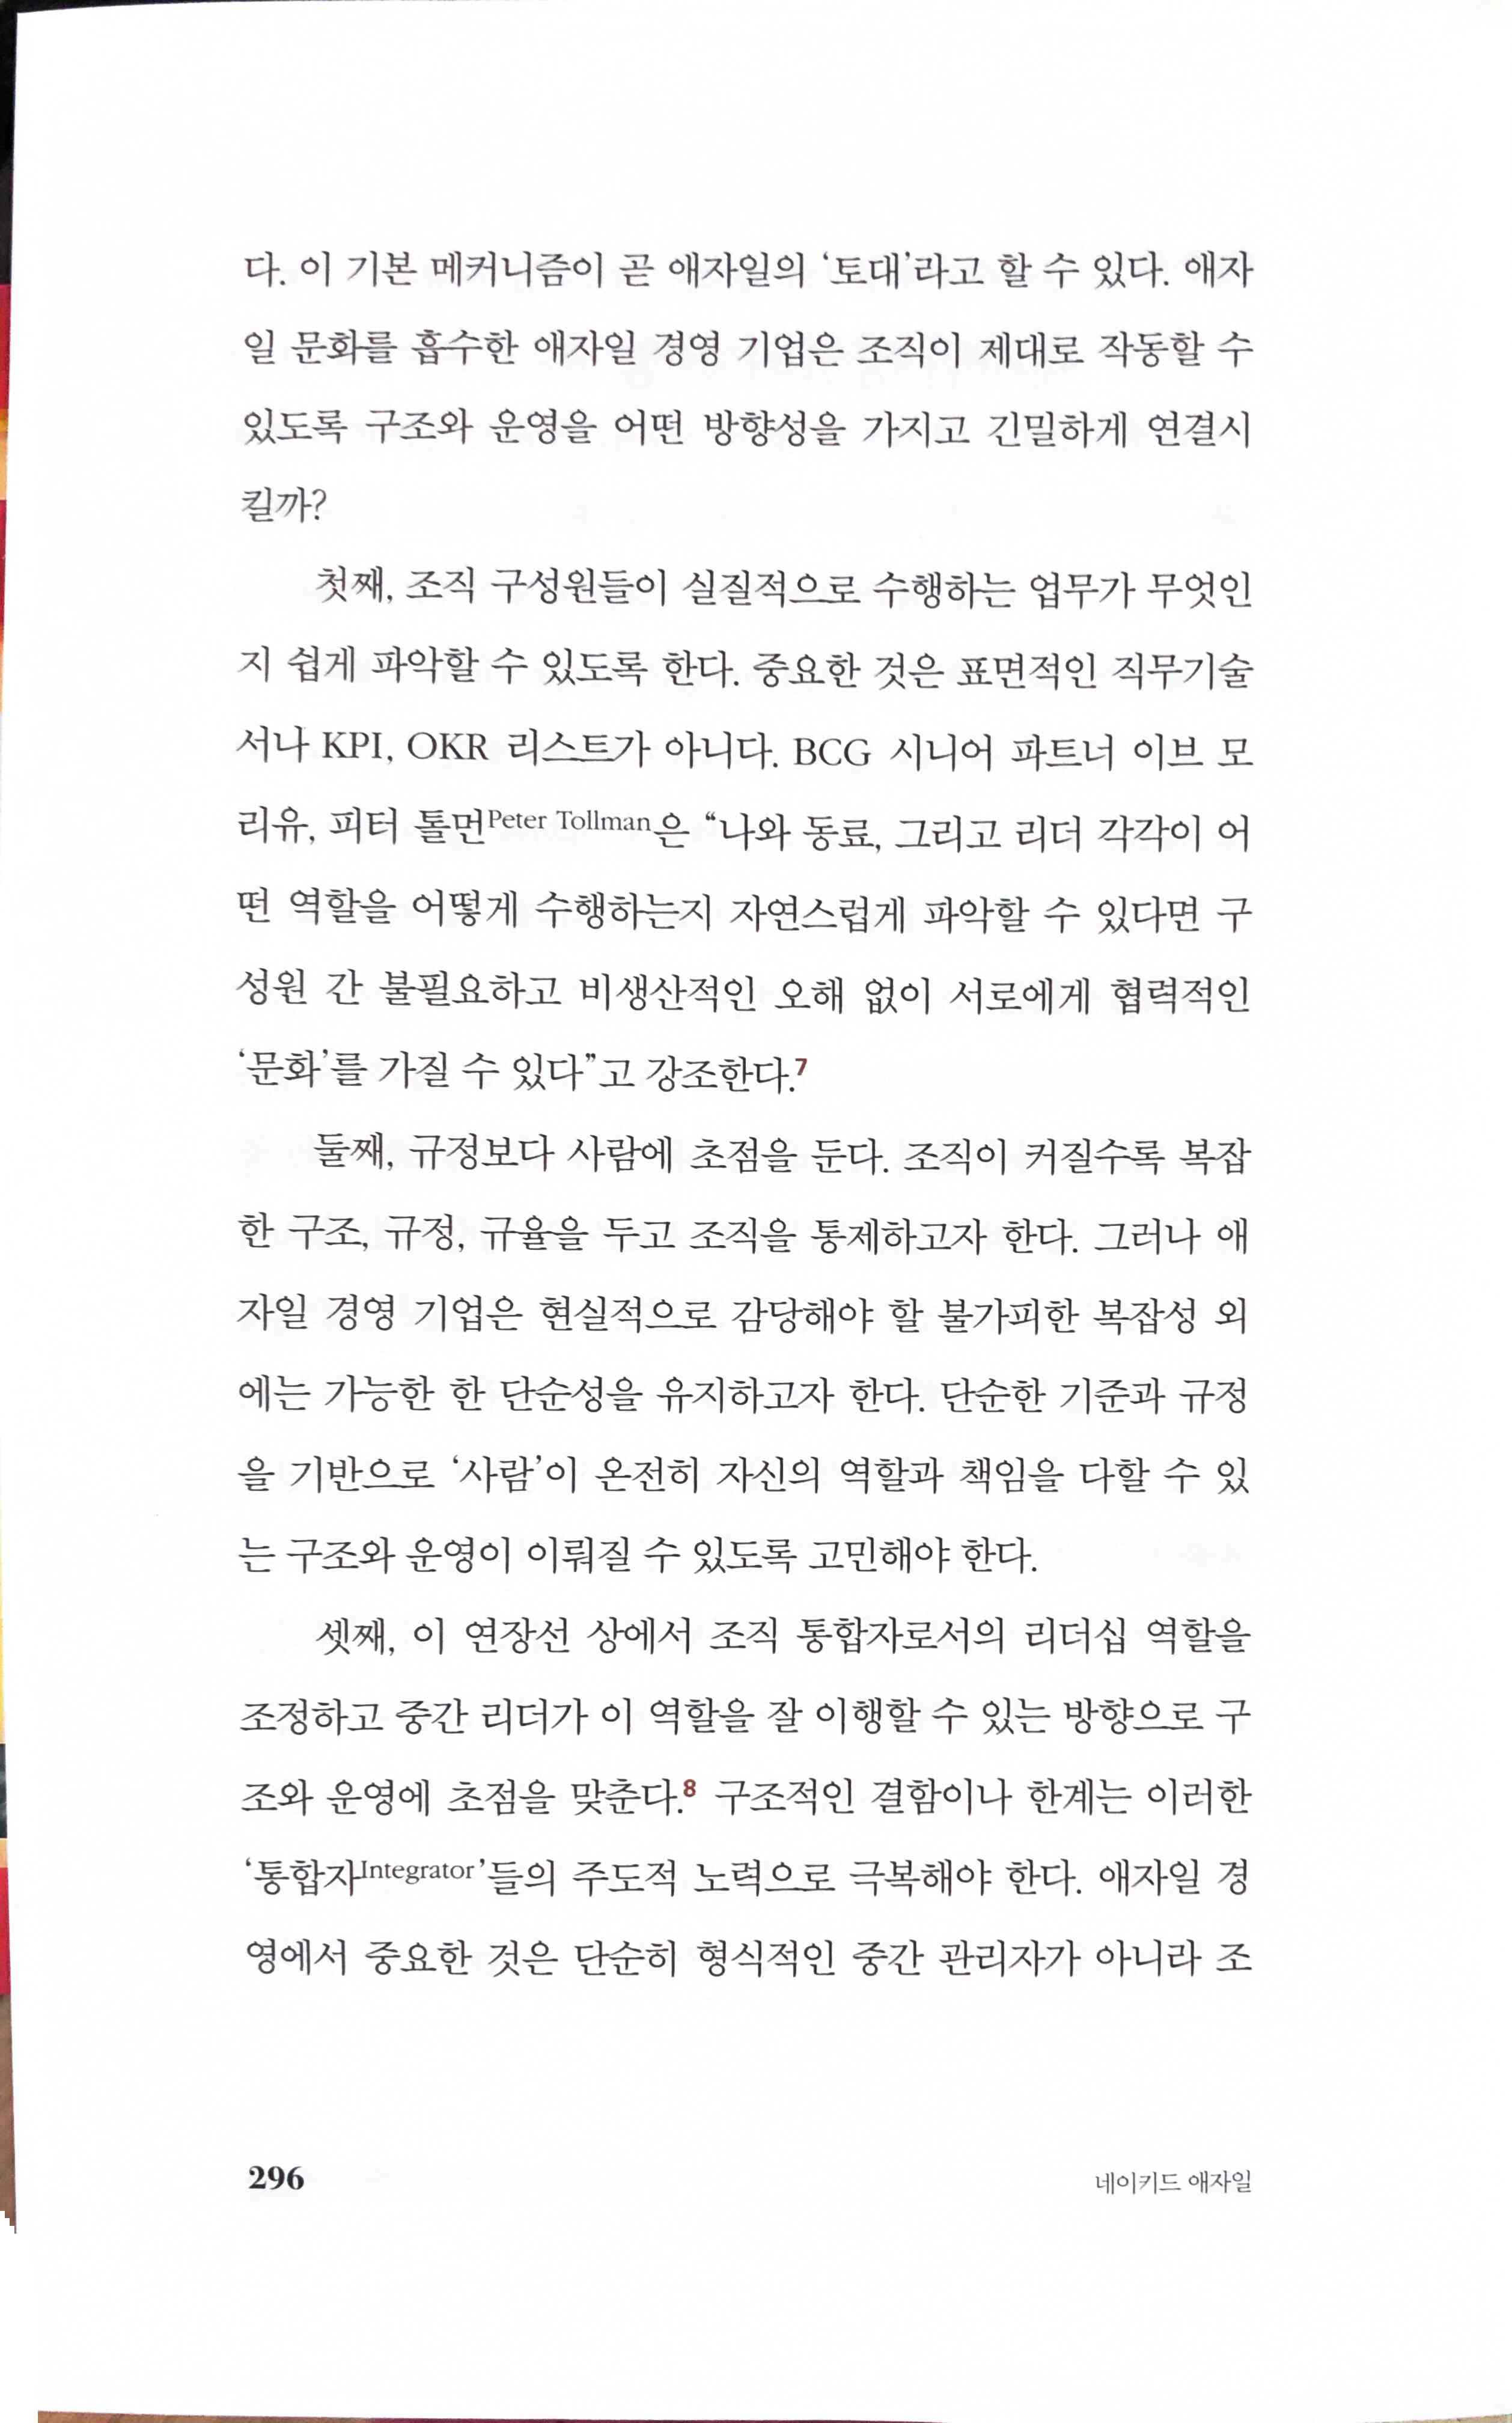 다. 이 기본 메커니즘이 곧 애자일의 ‘토대’라고 할 수 있다. 애자
일 문화를 흡수한 애자일 경영 기업은 조직이 제대로 작동할 수
있도록 구조와 운영을 어떤 방향성을 가지고 긴밀하게 연결시
킬까?
첫째, 조직 구성원들이 실질적으로 수행하는 업무가 무엇인
지 쉽게 파악할 수 있도록 한다. 중요한 것은 표면적인 직무기술
서나 KPI, OKR 리스트가 아니다. BCG 시니어 파트너 이브 모
리유, 피터 톨먼Peter Tollman은 “나와 동료, 그리고 리더 각각이 어
떤 역할을 어떻게 수행하는지 자연스럽게 파악할 수 있다면 구
성원 간 불필요하고 비생산적인 오해 없이 서로에게 협력적인
‘문화’를 가질 수 있다”고 강조한다.7
둘째, 규정보다 사람에 초점을 둔다. 조직이 커질수록 복잡
한 구조, 규정, 규율을 두고 조직을 통제하고자 한다. 그러나 애
자일 경영 기업은 현실적으로 감당해야 할 불가피한 복잡성 외
에는 가능한 한 단순성을 유지하고자 한다. 단순한 기준과 규정
을 기반으로 ‘사람’이 온전히 자신의 역할과 책임을 다할 수 있
는 구조와 운영이 이뤄질 수 있도록 고민해야 한다.
셋째, 이 연장선 상에서 조직 통합자로서의 리더십 역할을
조정하고 중간 리더가 이 역할을 잘 이행할 수 있는 방향으로 구
조와 운영에 초점을 맞춘다.8 구조적인 결함이나 한계는 이러한
‘통합자Integrator’들의 주도적 노력으로 극복해야 한다. 애자일 경
영에서 중요한 것은 단순히 형식적인 중간 관리자가 아니라 조
296
네이키드 애자일